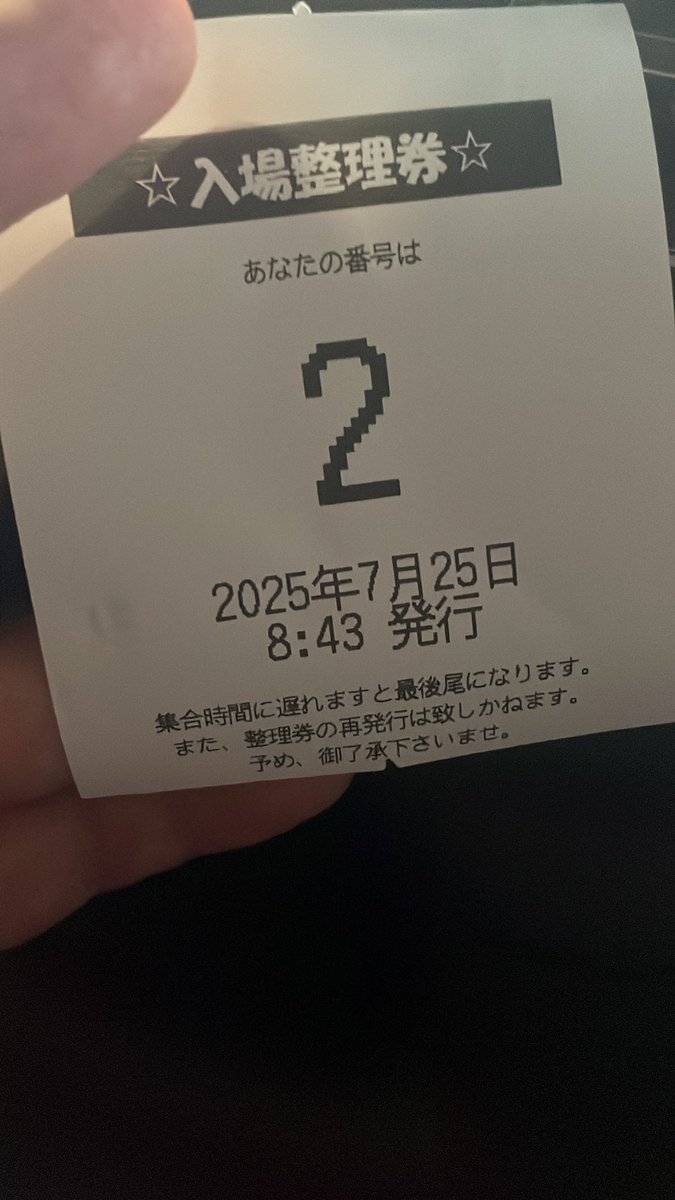 ☆入場整理券☆
あなたの番号は
2
2025年7月25日
8:43 発行
集合時間に遅れますと最後尾になります。
また、整理券の再発行は致しかねます。
予め、御了承下さいませ。